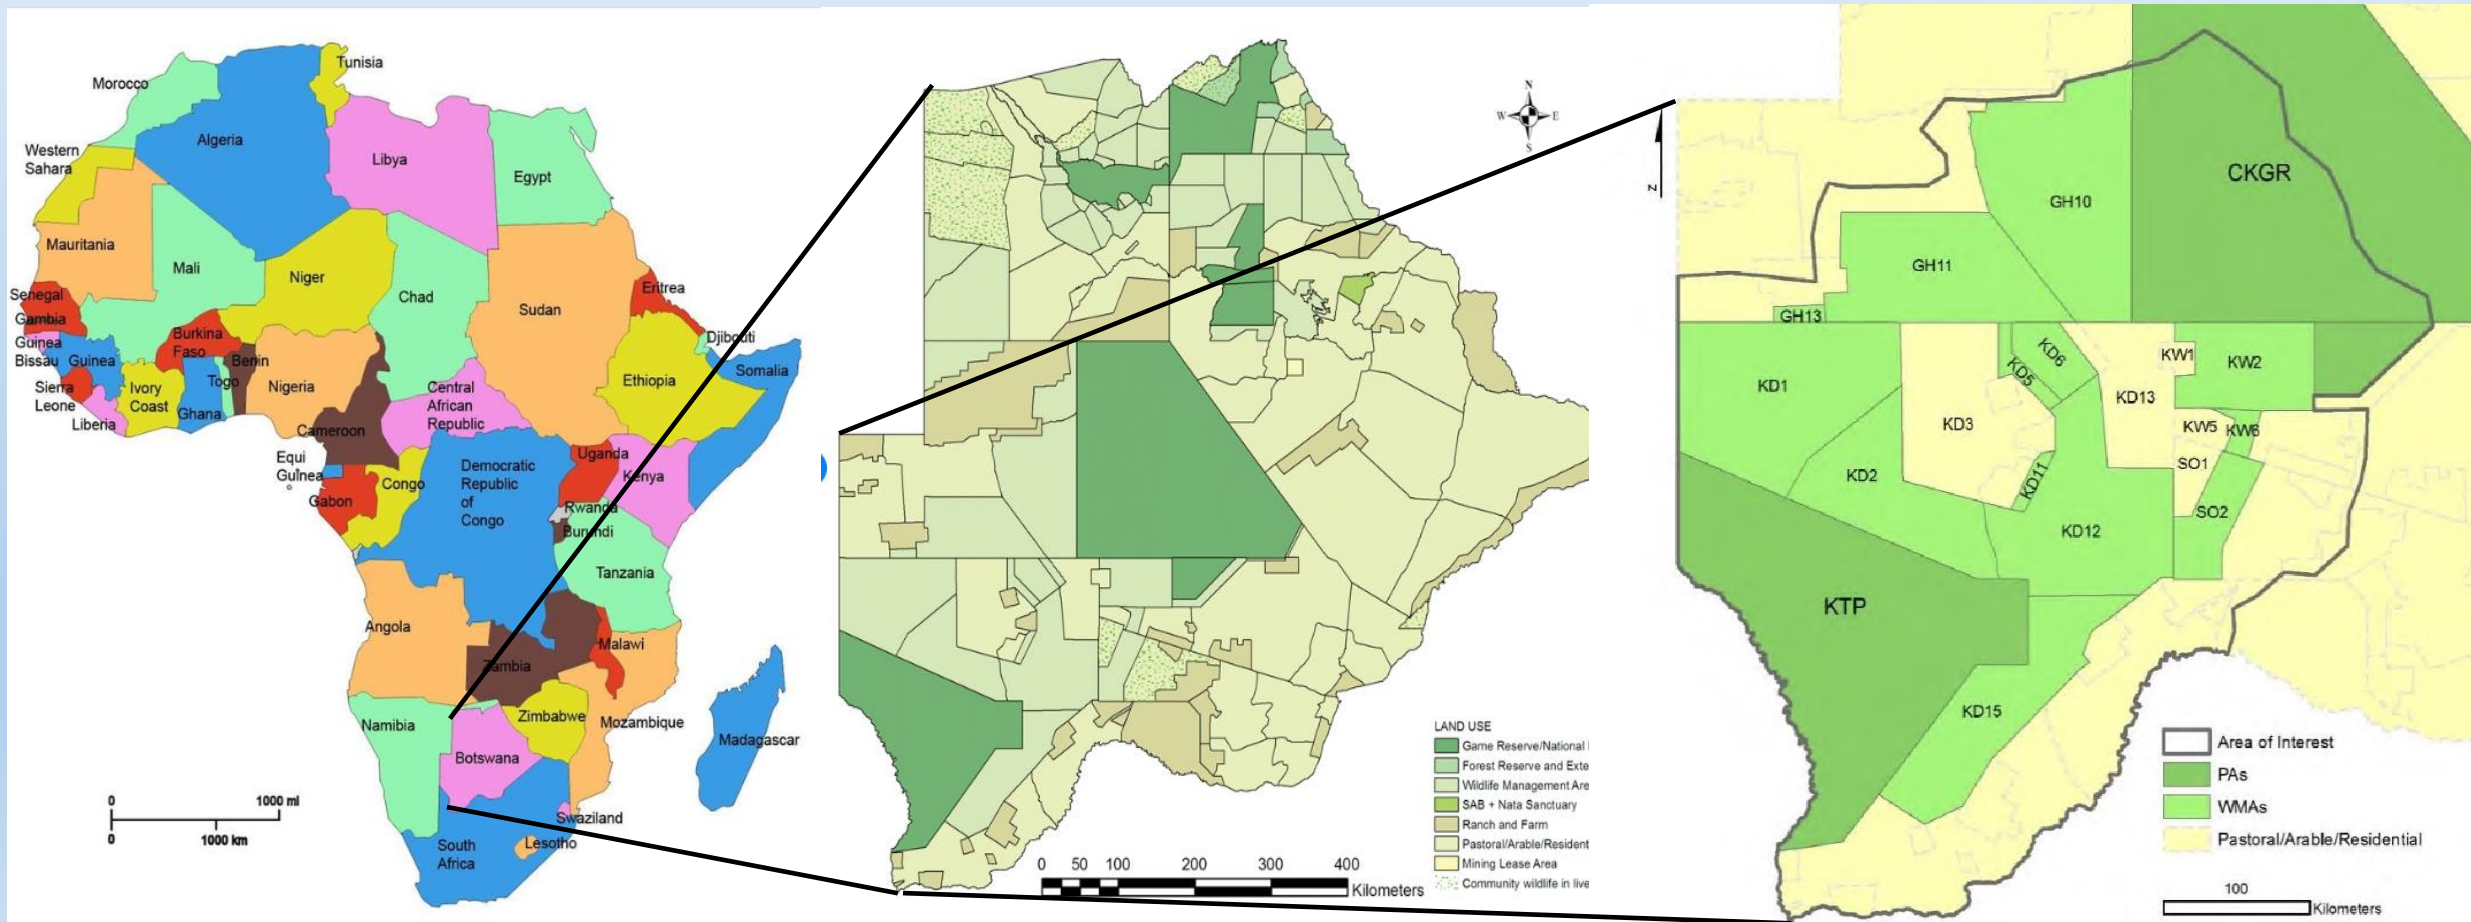 Tunisia
Morocco
Algeria
Western
Sahara
Libya
Egypt
Mauritania
Mali
Niger
Chad
Eritrea
Senegal
Gambia
Sudan
Guinea
Bissau
Guinea
Burkina
Faso
Benin
Djibouti
Somalia
Sierra
Leone
Ivory
Coast
Togo
Nigeria
Ethiopia
Central
African
Republic
Ghana
Liberia
Cameroon
Equi
Guinea
Uganda
Kenya
Democratic
Republic
of
Congo
Congo
Gabon
Rwanda
Burundi
Tanzania
Angola
Malawi
Zambia
Namibia
Zimbabwe
Mozambique
Madagascar
Botswana
Swaziland
South
Africa
Lesotho
0 1000 mi
0 1000 km
N
W E
S
LAND USE
Game Reserve/National
Forest Reserve and Exte
Wildlife Management Are
SAB + Nata Sanctuary
Ranch and Farm
Pastoral/Arable/Resident
Mining Lease Area
Community wildlife in live
0 50 100 200 300 400
Kilometers
N
CKGR
GH10
GH11
GH13
KD1
KD6
KD5
KW1
KW2
KD3
KD13
KW5
KW6
KD2
KD11
SO1
SO2
KD12
KTP
KD15
Area of Interest
PAs
WMAs
Pastoral/Arable/Residential
100
Kilometers